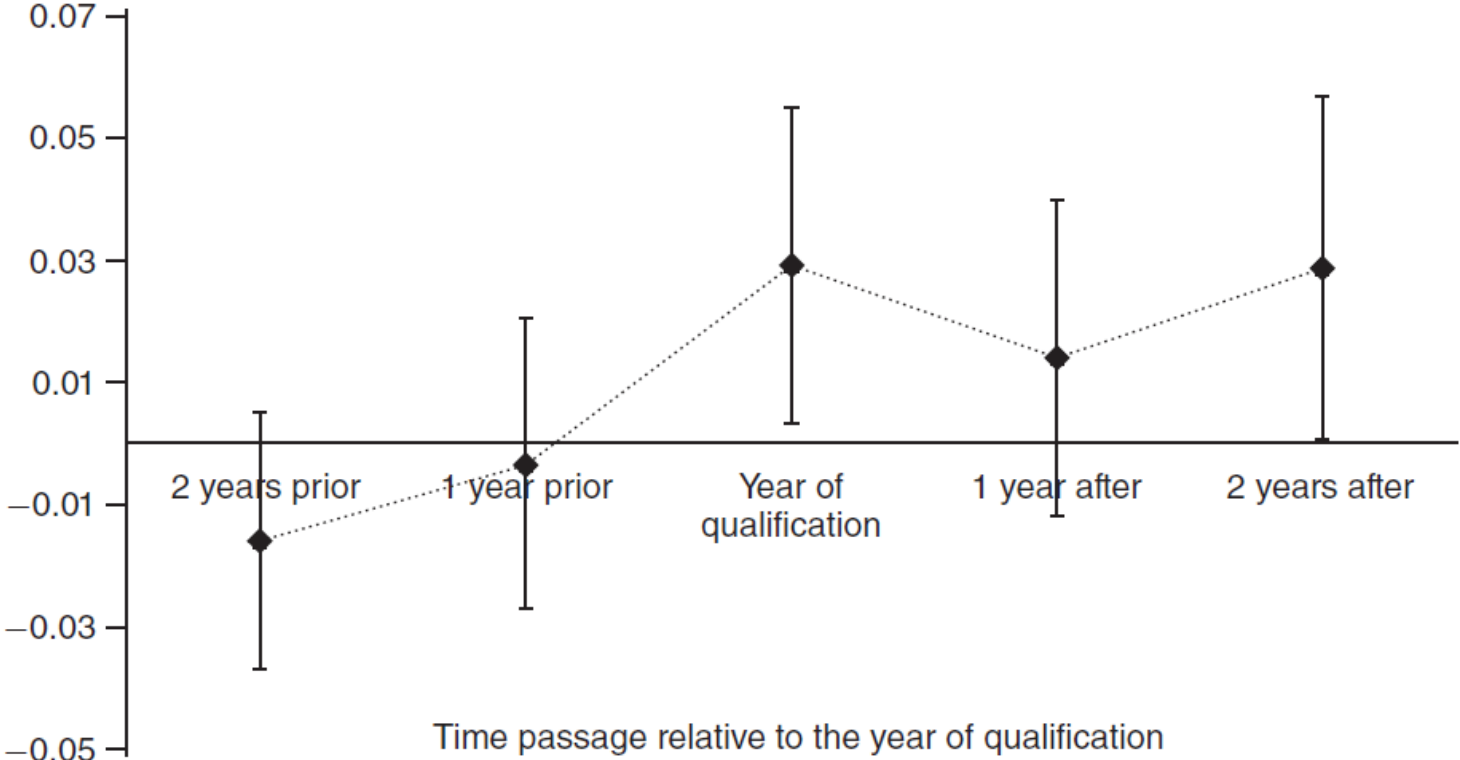 0.07
0.05
0.03
0.01
−0.01
−0.03
−0.05
2 years prior
1 year prior
Year of
qualification
1 year after
2 years after
Time passage relative to the year of qualification